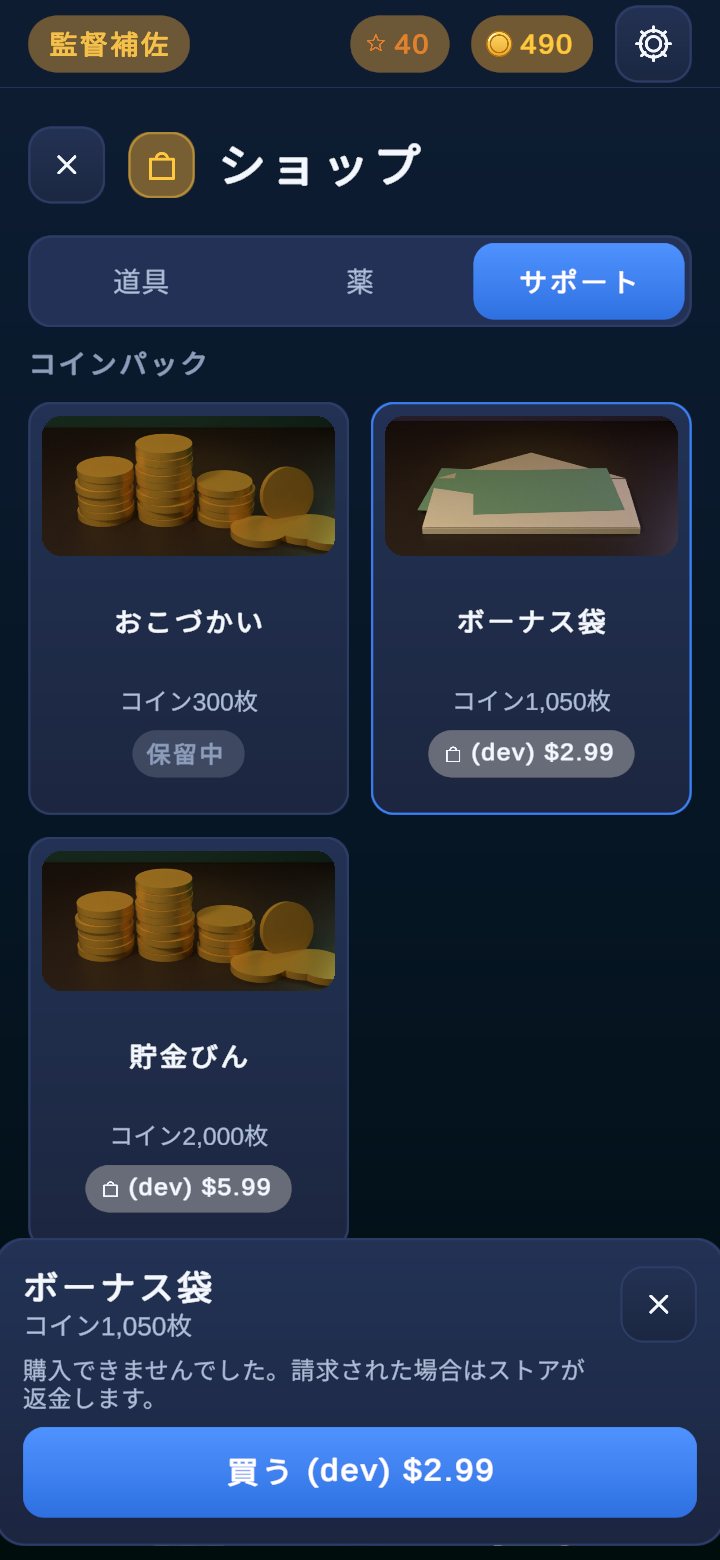 監督補佐
40
490
ショップ
道具
薬
サポート
コインパック
おこづかい
コイン300枚
保留中
ボーナス袋
コイン1,050枚
(dev) $2.99
貯金びん
コイン2,000枚
(dev) $5.99
ボーナス袋
コイン1,050枚
購入できませんでした。請求された場合はストアが
返金します。
買う (dev) $2.99